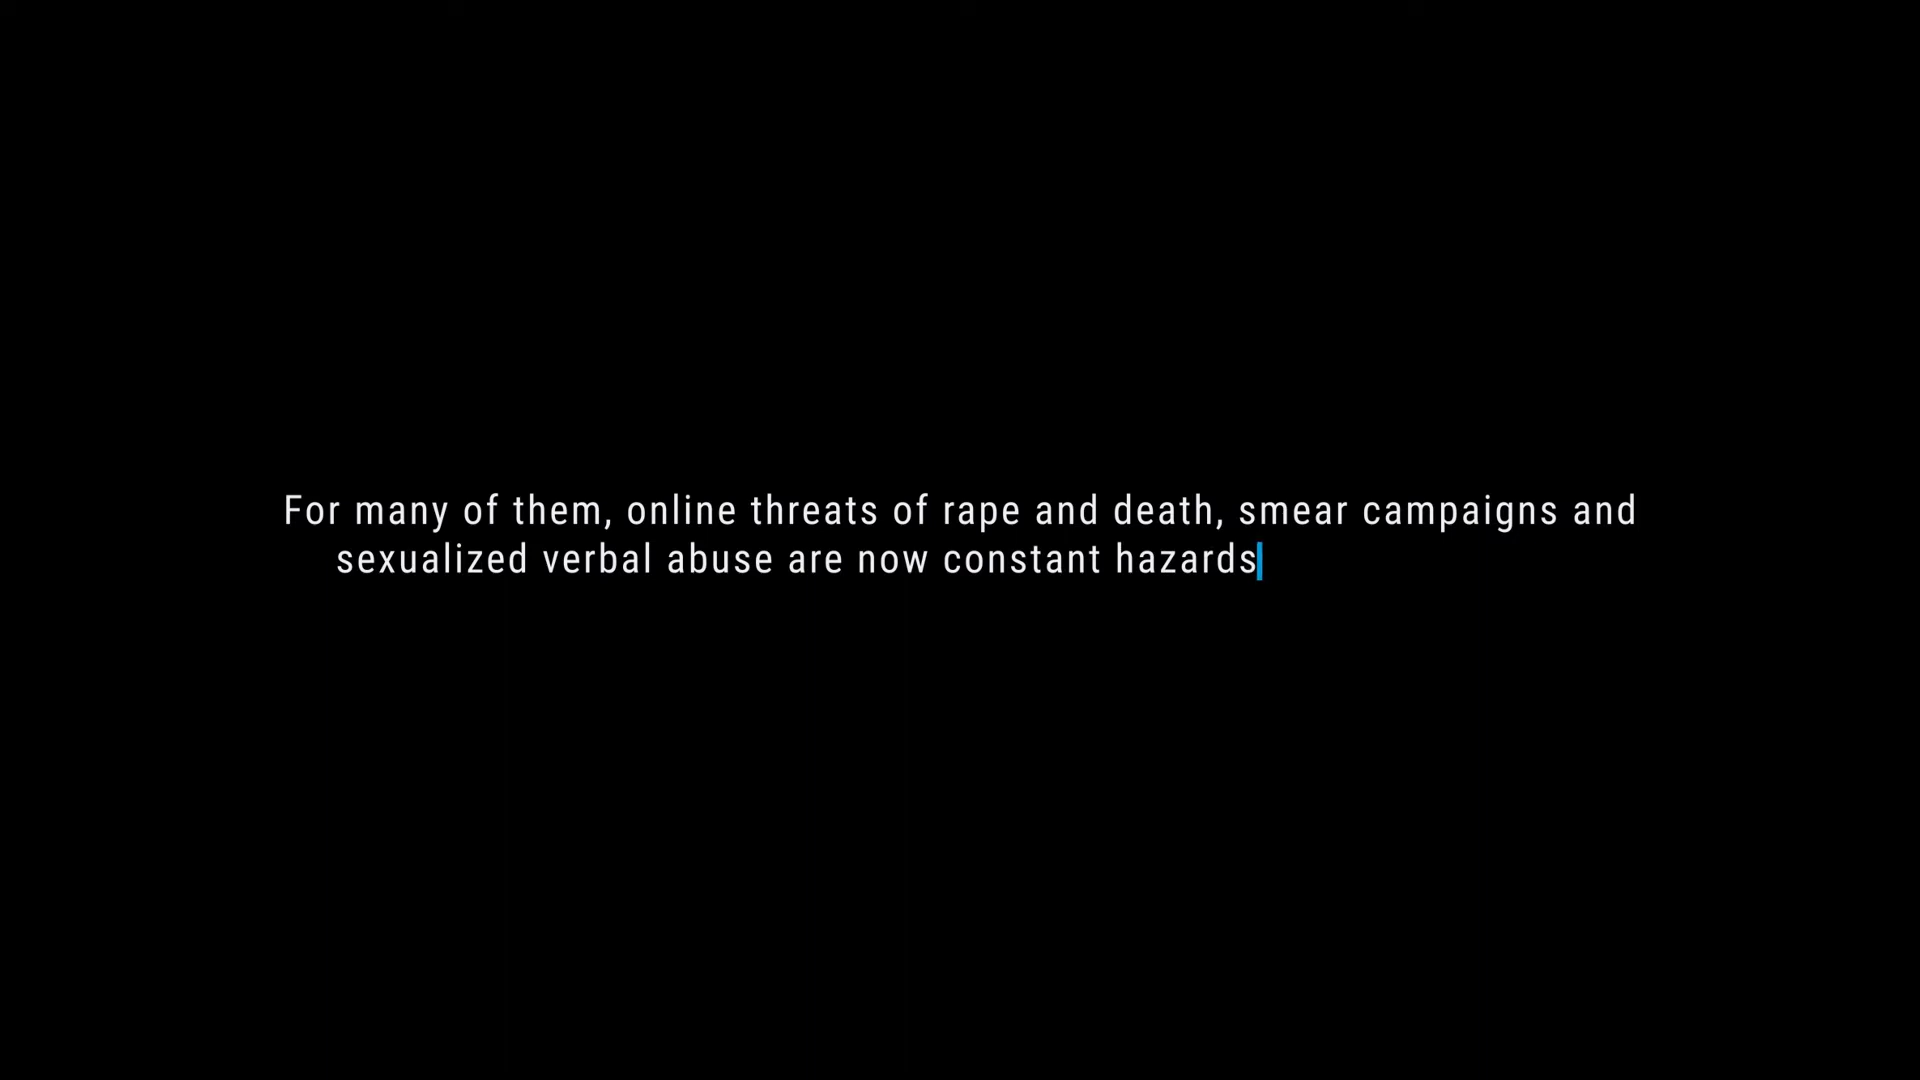 For many of them, online threats of rape and death, smear campaigns and
sexualized verbal abuse are now constant hazards